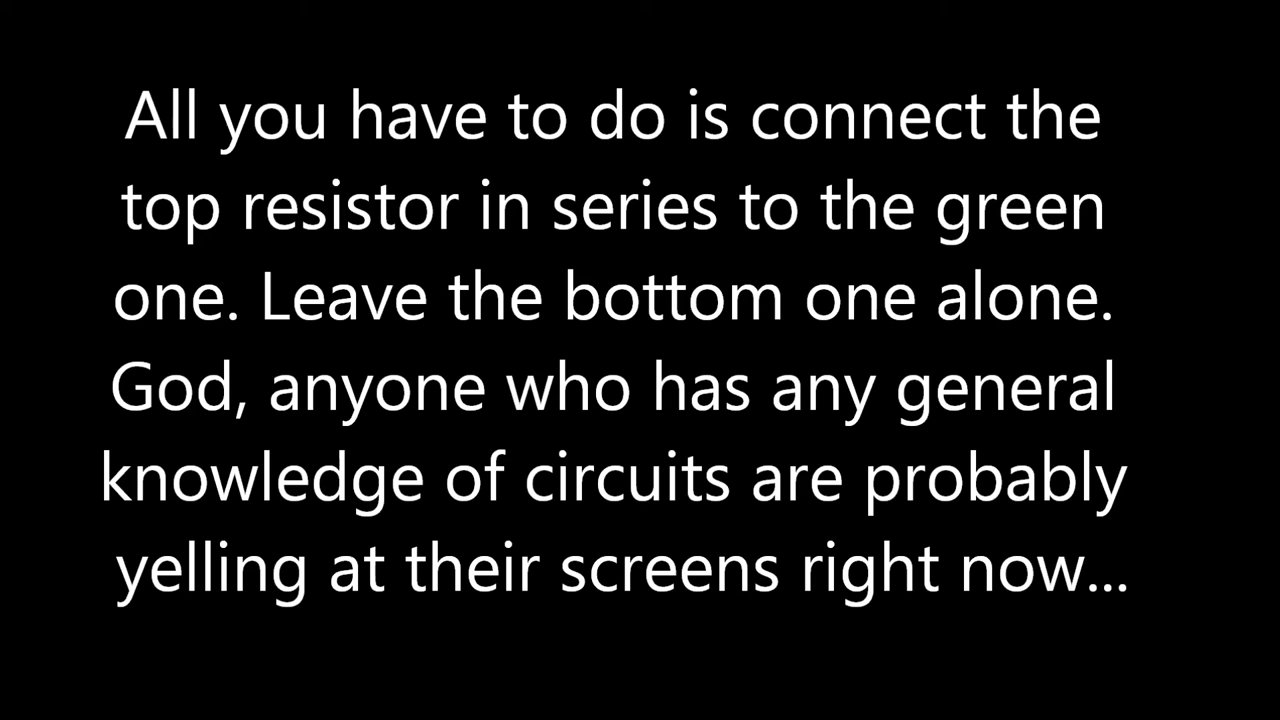 All you have to do is connect the
top resistor in series to the green
one. Leave the bottom one alone.
God, anyone who has any general
knowledge of circuits are probably
yelling at their screens right now...